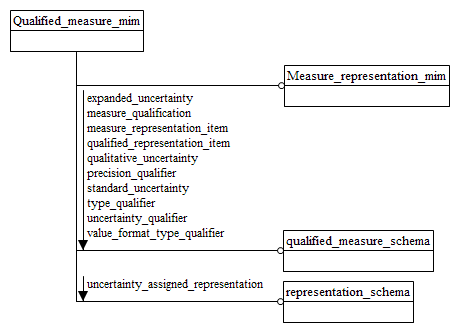 Qualified_measure_mim
Measure_representation_mim
expanded_uncertainty
measure_qualification
measure_representation_item
qualified_representation_item
qualitative_uncertainty
precision_qualifier
standard_uncertainty
type_qualifier
uncertainty_qualifier
value_format_type_qualifier
qualified_measure_schema
uncertainty_assigned_representation
representation_schema